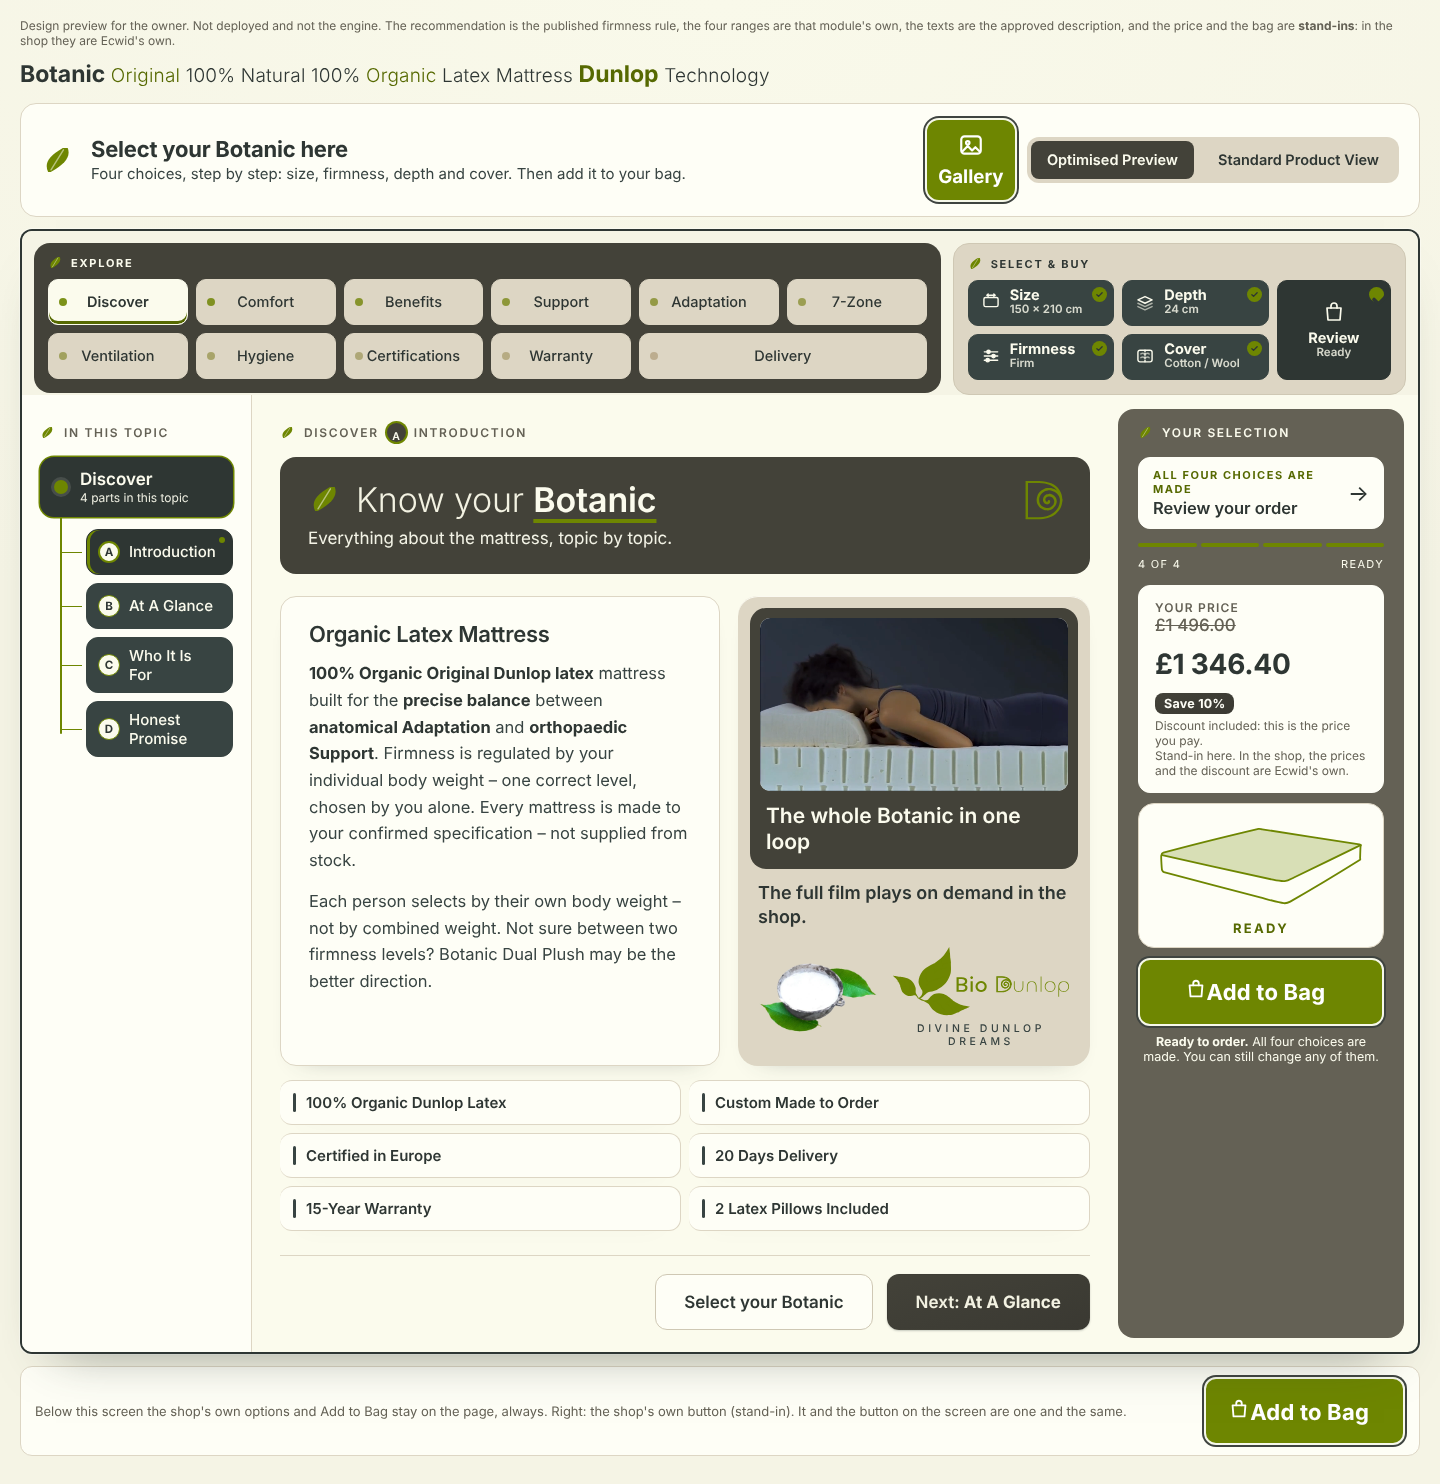 Design preview for the owner. Not deployed and not the engine. The recommendation is the published firmness rule, the four ranges are that module's own, the texts are the approved description, and the price and the bag are stand-ins: in the
shop they are Ecwid's own.
Botanic Original 100% Natural 100% Organic Latex Mattress Dunlop Technology
Select your Botanic here
Four choices, step by step: size, firmness, depth and cover. Then add it to your bag.
Gallery
Optimised Preview
Standard Product View
EXPLORE
Discover
Comfort
Benefits
Support
Adaptation
7-Zone
Ventilation
Hygiene
Certifications
Warranty
Delivery
SELECT & BUY
Size
150 × 210 cm
Depth
24 cm
Firmness
Firm
Cover
Cotton / Wool
Review
Ready
IN THIS TOPIC
Discover
4 parts in this topic
A Introduction
B At A Glance
C Who It Is
For
D Honest
Promise
DISCOVER A INTRODUCTION
Know your Botanic
Everything about the mattress, topic by topic.
Organic Latex Mattress
100% Organic Original Dunlop latex mattress
built for the precise balance between
anatomical Adaptation and orthopaedic
Support. Firmness is regulated by your
individual body weight – one correct level,
chosen by you alone. Every mattress is made to
your confirmed specification – not supplied from
stock.
Each person selects by their own body weight –
not by combined weight. Not sure between two
firmness levels? Botanic Dual Plush may be the
better direction.
The whole Botanic in one
loop
The full film plays on demand in the
shop.
Bio Dunlop
DIVINE DUNLOP
DREAMS
100% Organic Dunlop Latex
Custom Made to Order
Certified in Europe
20 Days Delivery
15-Year Warranty
2 Latex Pillows Included
Select your Botanic
Next: At A Glance
YOUR SELECTION
ALL FOUR CHOICES ARE
MADE
Review your order
4 OF 4
READY
YOUR PRICE
£1 496.00
£1 346.40
Save 10%
Discount included: this is the price
you pay.
Stand-in here. In the shop, the prices
and the discount are Ecwid's own.
READY
Add to Bag
Ready to order. All four choices are
made. You can still change any of them.
Below this screen the shop's own options and Add to Bag stay on the page, always. Right: the shop's own button (stand-in). It and the button on the screen are one and the same.
Add to Bag